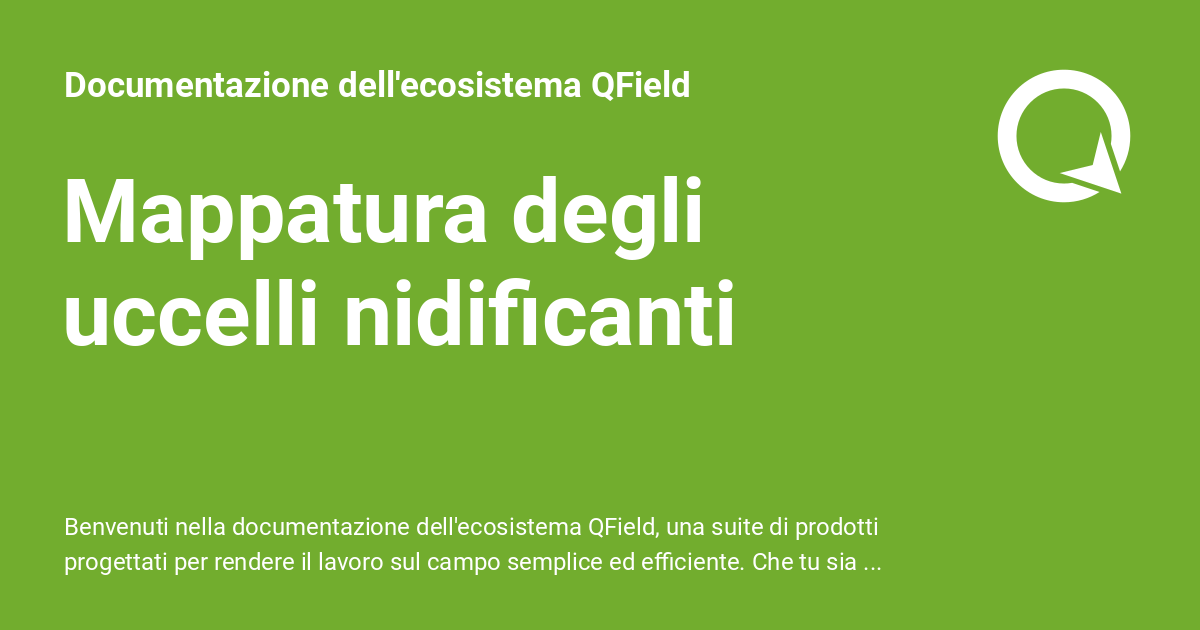 Documentazione dell'ecosistema QField
Mappatura degli
uccelli nidificanti
Benvenuti nella documentazione dell'ecosistema QField, una suite di prodotti
progettati per rendere il lavoro sul campo semplice ed efficiente. Che tu sia ...